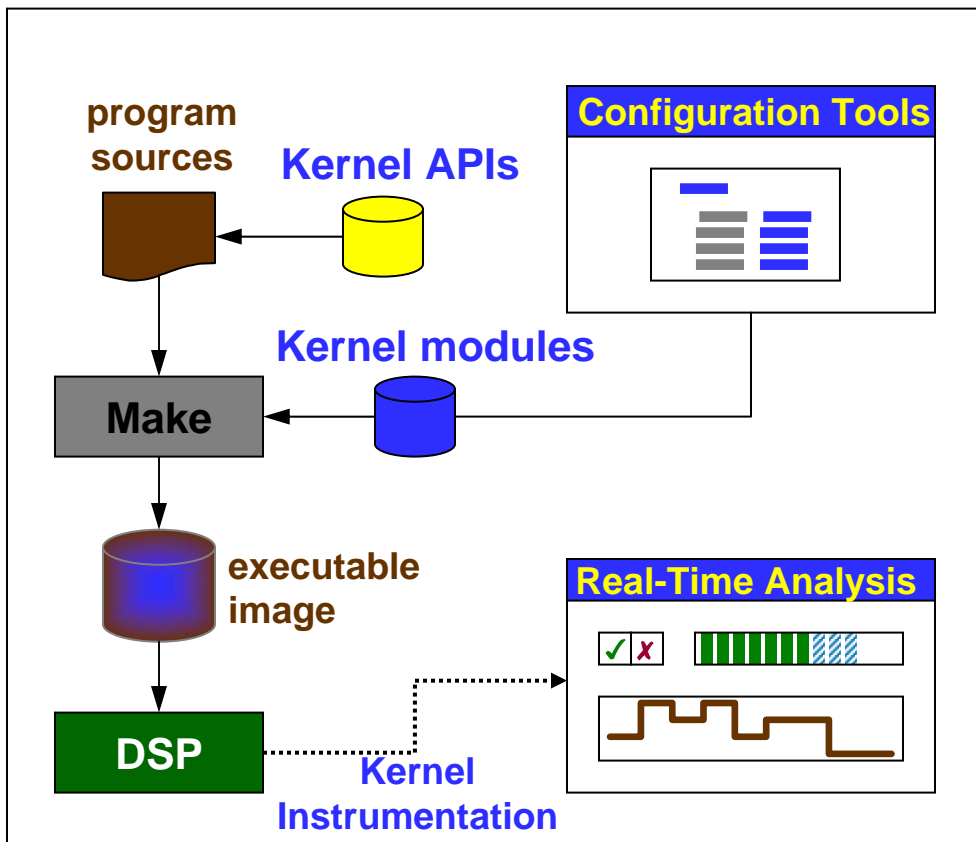 program
sources
Kernel APIs
Configuration Tools
Kernel modules
Make
executable
image
Real-Time Analysis
DSP
Kernel
Instrumentation